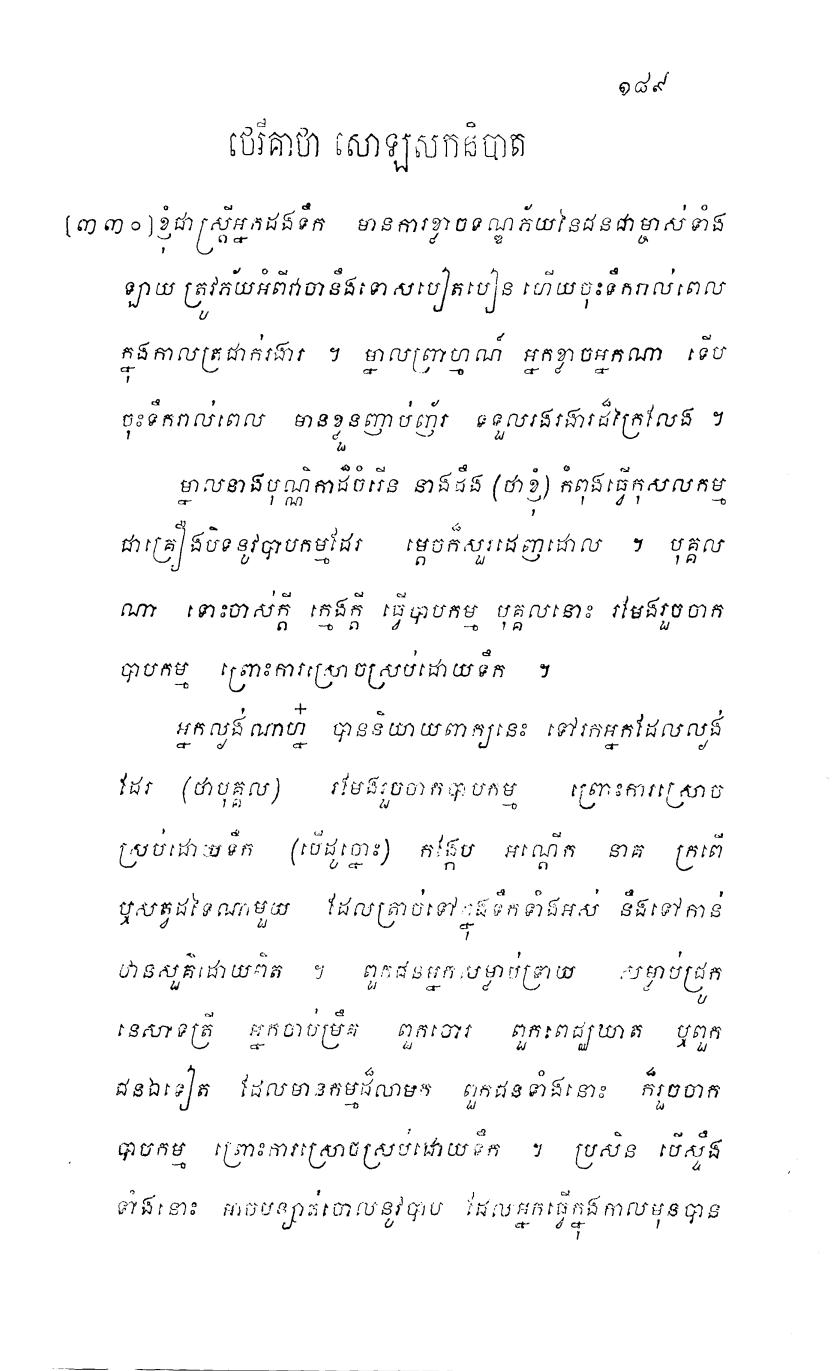 ១៨៩
ថេរីគាថា សោឡសកនិបាត
[៣៣០] ខ្ញុំជាស្រ្តីអ្នកដងទឹក មានការខ្លាចទណ្ឌភ័យនៃជនជាម្ចាស់ទាំង
ឡាយ ត្រូវភ័យអំពីវាចានឹងទោសបៀតបៀន ហើយចុះទឹករាល់ពេល
ក្នុងកាលត្រជាក់រងារ ។ ម្នាលព្រាហ្មណ៍ អ្នកខ្លាចអ្នកណា ទើប
ចុះទឹករាល់ពេល មានខ្លួនញាប់ញ័រ ទទួលរងរងារដ៏ក្រៃលែង ។
ម្នាលនាងបុណ្ណិកាដ៏ចំរើន នាងដឹង (ថាខ្ញុំ) កំពុងធ្វើកុសលកម្ម
ជាគ្រឿងបិទនូវបាបកម្មដែរ ម្តេចក៏សួរដេញដោល ។ បុគ្គល
ណា ទោះចាស់ក្តី ក្មេងក្តី ធ្វើបាបកម្ម បុគ្គលនោះ រមែងរួចចាក
បាបកម្ម ព្រោះការស្រោចស្រប់ដោយទឹក ។
អ្នកល្ងង់ណាហ្ន៎ បាននិយាយពាក្យនេះ ទៅរកអ្នកដែលល្ងង់
ដែរ (ថាបុគ្គល) រមែងរួចចាកបាបកម្ម ព្រោះការស្រោច
ស្រប់ដោយទឹក (បើដូច្នោះ) កង្កែប អណ្តើក នាគ ក្រពើ
ឬសត្វដទៃណាមួយ ដែលត្រាច់ទៅក្នុងទឹកទាំងអស់ នឹងទៅកាន់
ឋានសួគ៌ដោយពិត ។ ពួកជនអ្នកសម្លាប់ទ្រាយ សម្លាប់ជ្រូក
នេសាទត្រី អ្នកចាប់ម្រឹគ ពួកចោរ ពួកពេជ្ឈឃាត ឬពួក
ជនឯទៀត ដែលមានកម្មដ៏លាមក ពួកជនទាំងនោះ ក៏រួចចាក
បាបកម្ម ព្រោះការស្រោចស្រប់ដោយទឹក ។ ប្រសិន បើស្ទឹង
ទាំងនោះ អាចបន្សាត់ចោលនូវបាប ដែលអ្នកធ្វើក្នុងកាលមុនបាន